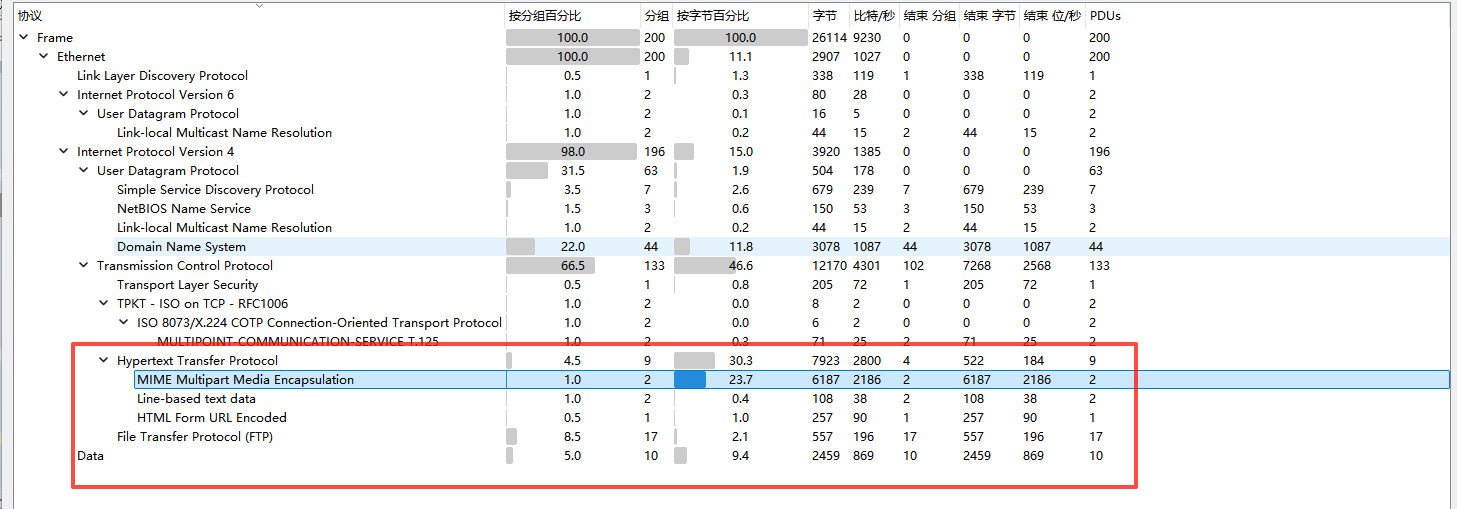 协议 按分组百分比 分组 按字节百分比 字节 比特/秒 结束 分组 结束 字节 结束 位/秒 PDUs
Frame 100.0 200 100.0 26114 9230 0 0 0 200
Ethernet 100.0 200 11.1 2907 1027 0 0 0 200
Link Layer Discovery Protocol 0.5 1 1.3 338 119 1 338 119 1
Internet Protocol Version 6 1.0 2 0.3 80 28 0 0 0 2
User Datagram Protocol 1.0 2 0.1 16 5 0 0 0 2
Link-local Multicast Name Resolution 1.0 2 0.2 44 15 2 44 15 2
Internet Protocol Version 4 98.0 196 15.0 3920 1385 0 0 0 196
User Datagram Protocol 31.5 63 1.9 504 178 0 0 0 63
Simple Service Discovery Protocol 3.5 7 2.6 679 239 7 679 239 7
NetBIOS Name Service 1.5 3 0.6 150 53 3 150 53 3
Link-local Multicast Name Resolution 1.0 2 0.2 44 15 2 44 15 2
Domain Name System 22.0 44 11.8 3078 1087 44 3078 1087 44
Transmission Control Protocol 66.5 133 46.6 12170 4301 102 7268 2568 133
Transport Layer Security 0.5 1 0.8 205 72 1 205 72 1
TPKT - ISO on TCP - RFC1006 1.0 2 0.0 8 2 0 0 0 2
ISO 8073/X.224 COTP Connection-Oriented Transport Protocol 1.0 2 0.0 6 2 0 0 0 2
MULTIPOINT-COMMUNICATION-SERVICE T.125 1.0 2 0.3 71 25 2 71 25 2
Hypertext Transfer Protocol 4.5 9 30.3 7923 2800 4 522 184 9
MIME Multipart Media Encapsulation 1.0 2 23.7 6187 2186 2 6187 2186 2
Line-based text data 1.0 2 0.4 108 38 2 108 38 2
HTML Form URL Encoded 0.5 1 1.0 257 90 1 257 90 1
File Transfer Protocol (FTP) 8.5 17 2.1 557 196 17 557 196 17
Data 5.0 10 9.4 2459 869 10 2459 869 10